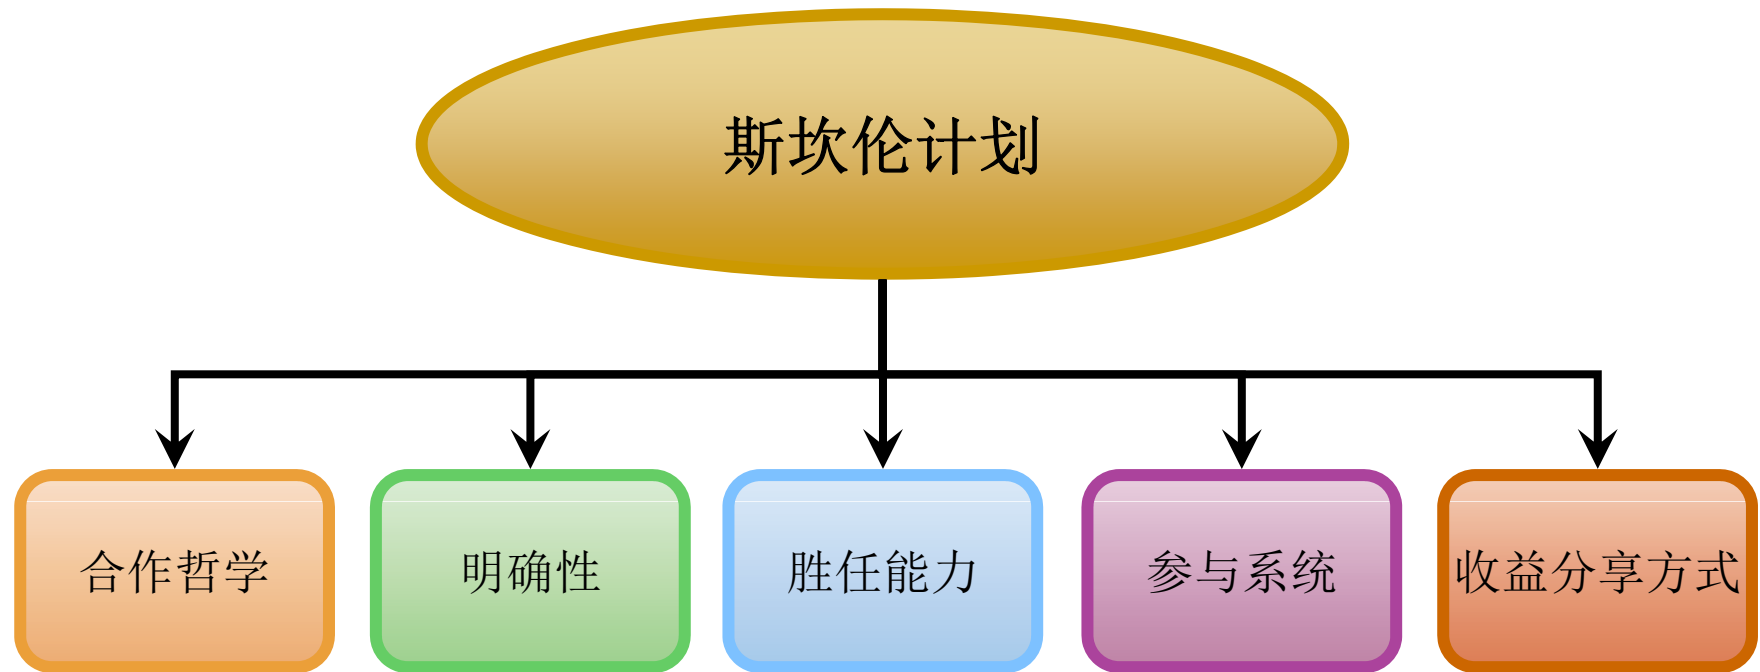 斯坎伦计划
合作哲学
明确性
胜任能力
参与系统
收益分享方式